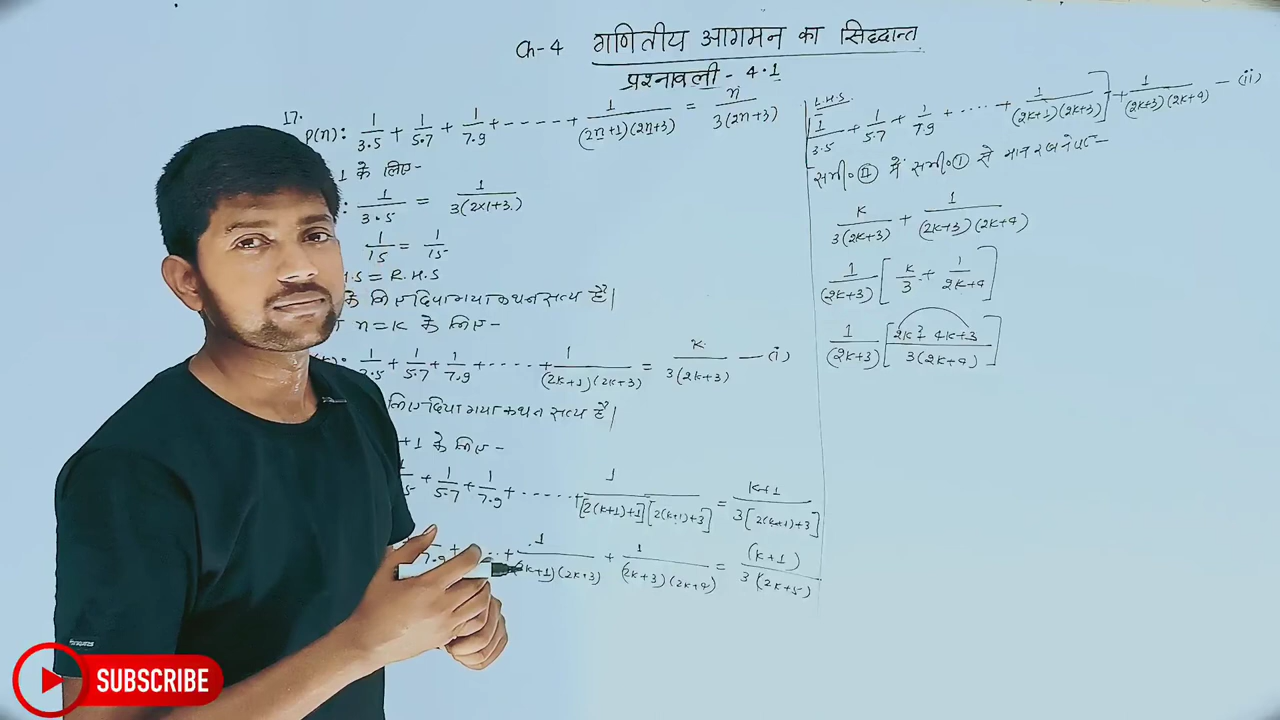 Ch-4 गणितीय आगमन का सिद्धान्त
प्रश्नावली - 4.1
17.
P(n): 1/3.5 + 1/5.7 + 1/7.9 + ----- + 1/(2n+1)(2n+3) = n/3(2n+3)
1 के लिए-
: 1/3.5 = 1/3(2x1+3)
1/15 = 1/15
.S = R.H.S
के लिए दिया गया कथन सत्य है|
n=K के लिए-
: 1/3.5 + 1/5.7 + 1/7.9 + ---- + 1/(2k+1)(2k+3) = k/3(2k+3) — (i)
लिए दिया गया कथन सत्य है|
+1 के लिए-
+ 1/5.7 + 1/7.9 + ----- + 1/[2(k+1)+1][2(k+1)+3] = k+1/3[2(k+1)+3]
7.9 + + 1/(2k+1)(2k+3) + 1/(2k+3)(2k+4) = (k+1)/3(2k+5)
L.H.S
[1/3.5 + 1/5.7 + 1/7.9 + .... + 1/(2k+1)(2k+3)] + 1/(2k+3)(2k+4) — (ii)
समी. (II) में समी. (I) से मान रखने पर-
k/3(2k+3) + 1/(2k+3)(2k+4)
1/(2k+3) [k/3 + 1/2k+4]
1/(2k+3) [2k²+4k+3/3(2k+4)]
SUBSCRIBE